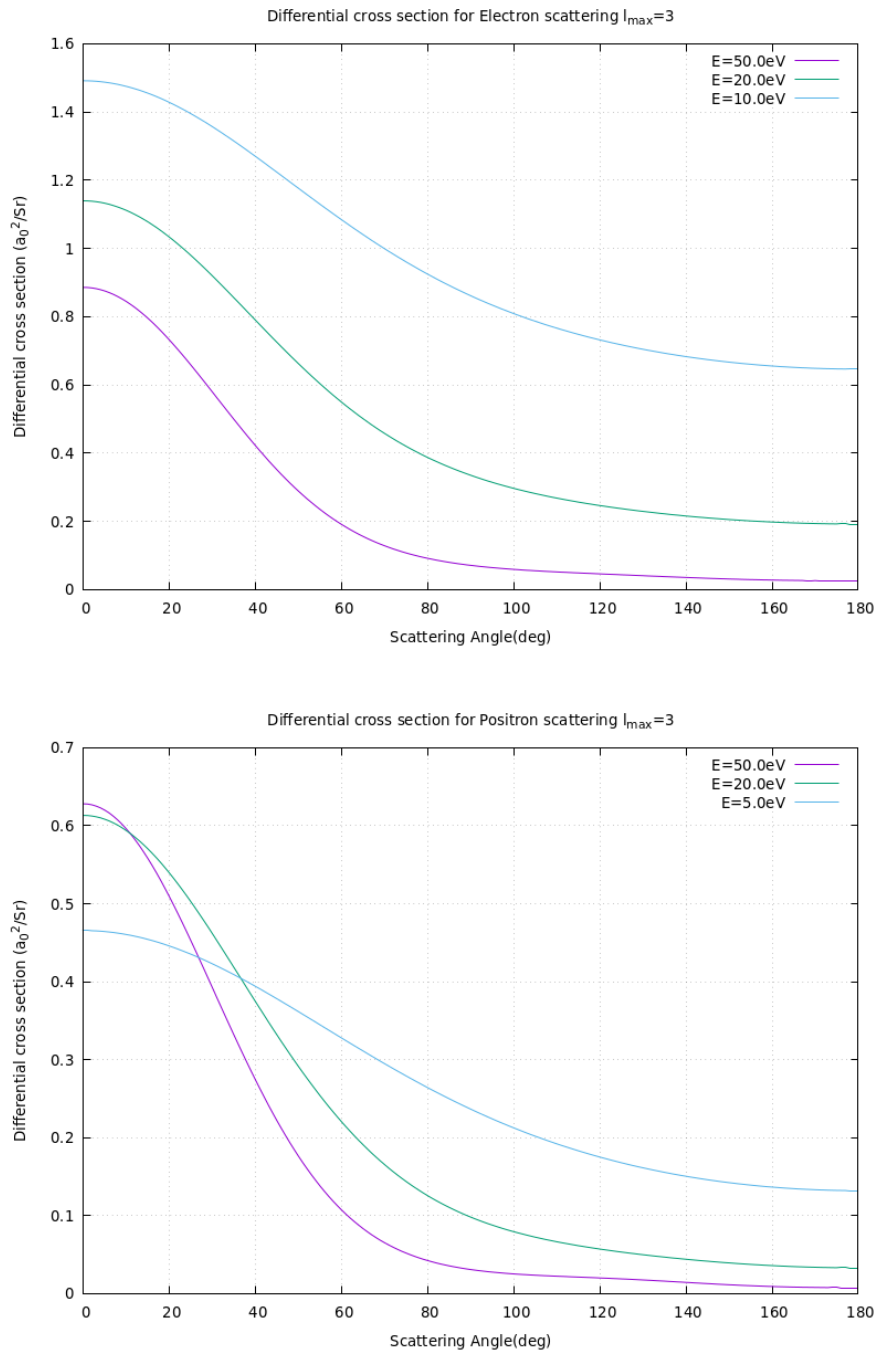 Differential cross section for Electron scattering l_max=3
1.6
1.4
1.2
1
0.8
0.6
0.4
0.2
0
Differential cross section (a₀²/Sr)
E=50.0eV
E=20.0eV
E=10.0eV
0 20 40 60 80 100 120 140 160 180
Scattering Angle(deg)
Differential cross section for Positron scattering l_max=3
0.7
0.6
0.5
0.4
0.3
0.2
0.1
0
Differential cross section (a₀²/Sr)
E=50.0eV
E=20.0eV
E=5.0eV
0 20 40 60 80 100 120 140 160 180
Scattering Angle(deg)